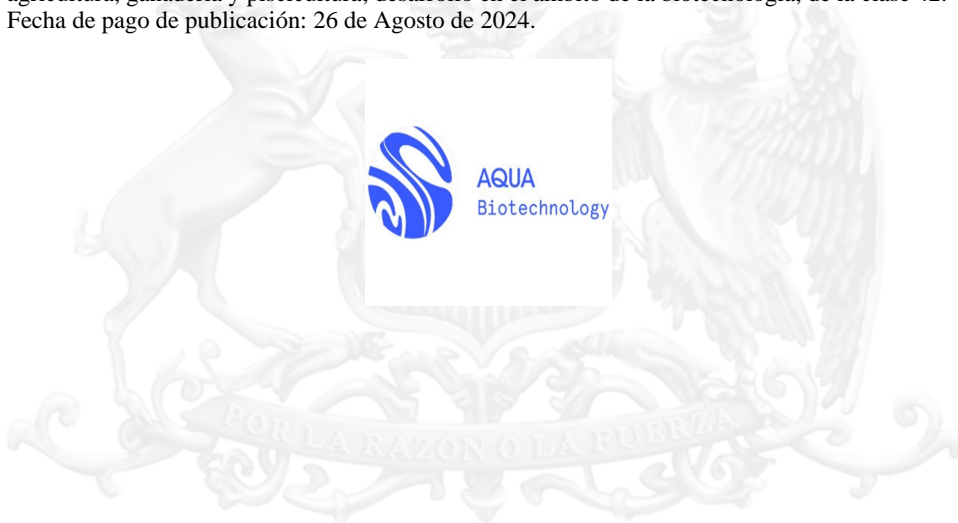 agricultura, ganadería y piscicultura; desarrollo en el ámbito de la biotecnología, de la clase 42.
Fecha de pago de publicación: 26 de Agosto de 2024.
AQUA
Biotechnology
POR LA RAZON O LA FUERZA